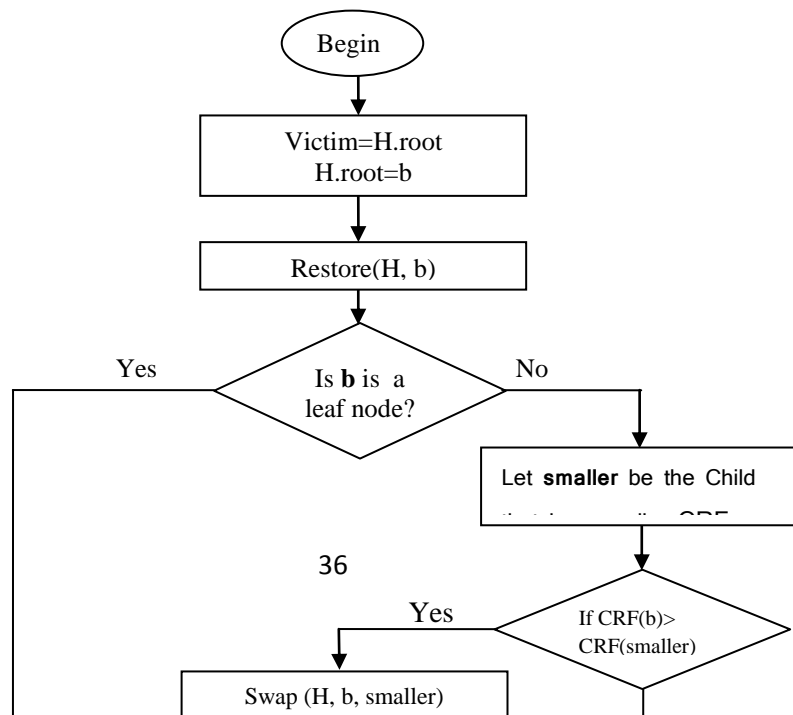 Begin
Victim=H.root
H.root=b
Restore(H, b)
Yes
No
Is b is a
leaf node?
Let smaller be the Child
36
Yes
If CRF(b)>
CRF(smaller)
Swap (H, b, smaller)